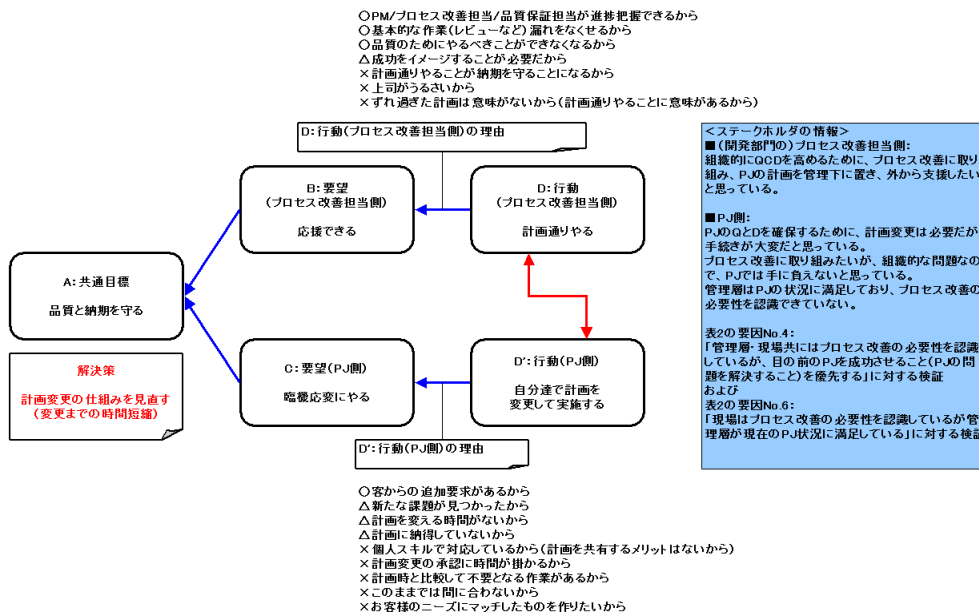 ○PM/プロセス改善担当/品質保証担当が進捗把握できるから
○基本的な作業(レビューなど)漏れをなくせるから
○品質のためにやるべきことができなくなるから
△成功をイメージすることが必要だから
×計画通りやることが納期を守ることになるから
×上司がうるさいから
×ずれ過ぎた計画は意味がないから(計画通りやることに意味があるから)
D:行動(プロセス改善担当側)の理由
B:要望
(プロセス改善担当側)
応援できる
D:行動
(プロセス改善担当側)
計画通りやる
A:共通目標
品質と納期を守る
C:要望(PJ側)
臨機応変にやる
D':行動(PJ側)
自分達で計画を
変更して実施する
解決策
計画変更の仕組みを見直す
(変更までの時間短縮)
D':行動(PJ側)の理由
○客からの追加要求があるから
△新たな課題が見つかったから
△計画を変える時間がないから
△計画に納得していないから
×個人スキルで対応しているから(計画を共有するメリットはないから)
×計画変更の承認に時間が掛かるから
×計画時と比較して不要となる作業があるから
×このままでは間に合わないから
×お客様のニーズにマッチしたものを作りたいから
<ステークホルダの情報>
■(開発部門の)プロセス改善担当側:
組織的にQCDを高めるために、プロセス改善に取り
組み、PJの計画を管理下に置き、外から支援したい
と思っている。
■PJ側:
PJのQとDを確保するために、計画変更は必要だが
手続きが大変だと思っている。
プロセス改善に取り組みたいが、組織的な問題なの
で、PJでは手に負えないと思っている。
管理層はPJの状況に満足しており、プロセス改善の
必要性を認識できていない。
表2の要因No.4:
「管理層・現場共にはプロセス改善の必要性を認識
しているが、目の前のPJを成功させること(PJの問
題を解決すること)を優先する」に対する検証
および
表2の要因No.6:
「現場はプロセス改善の必要性を認識しているが管
理層が現在のPJ状況に満足している」に対する検証